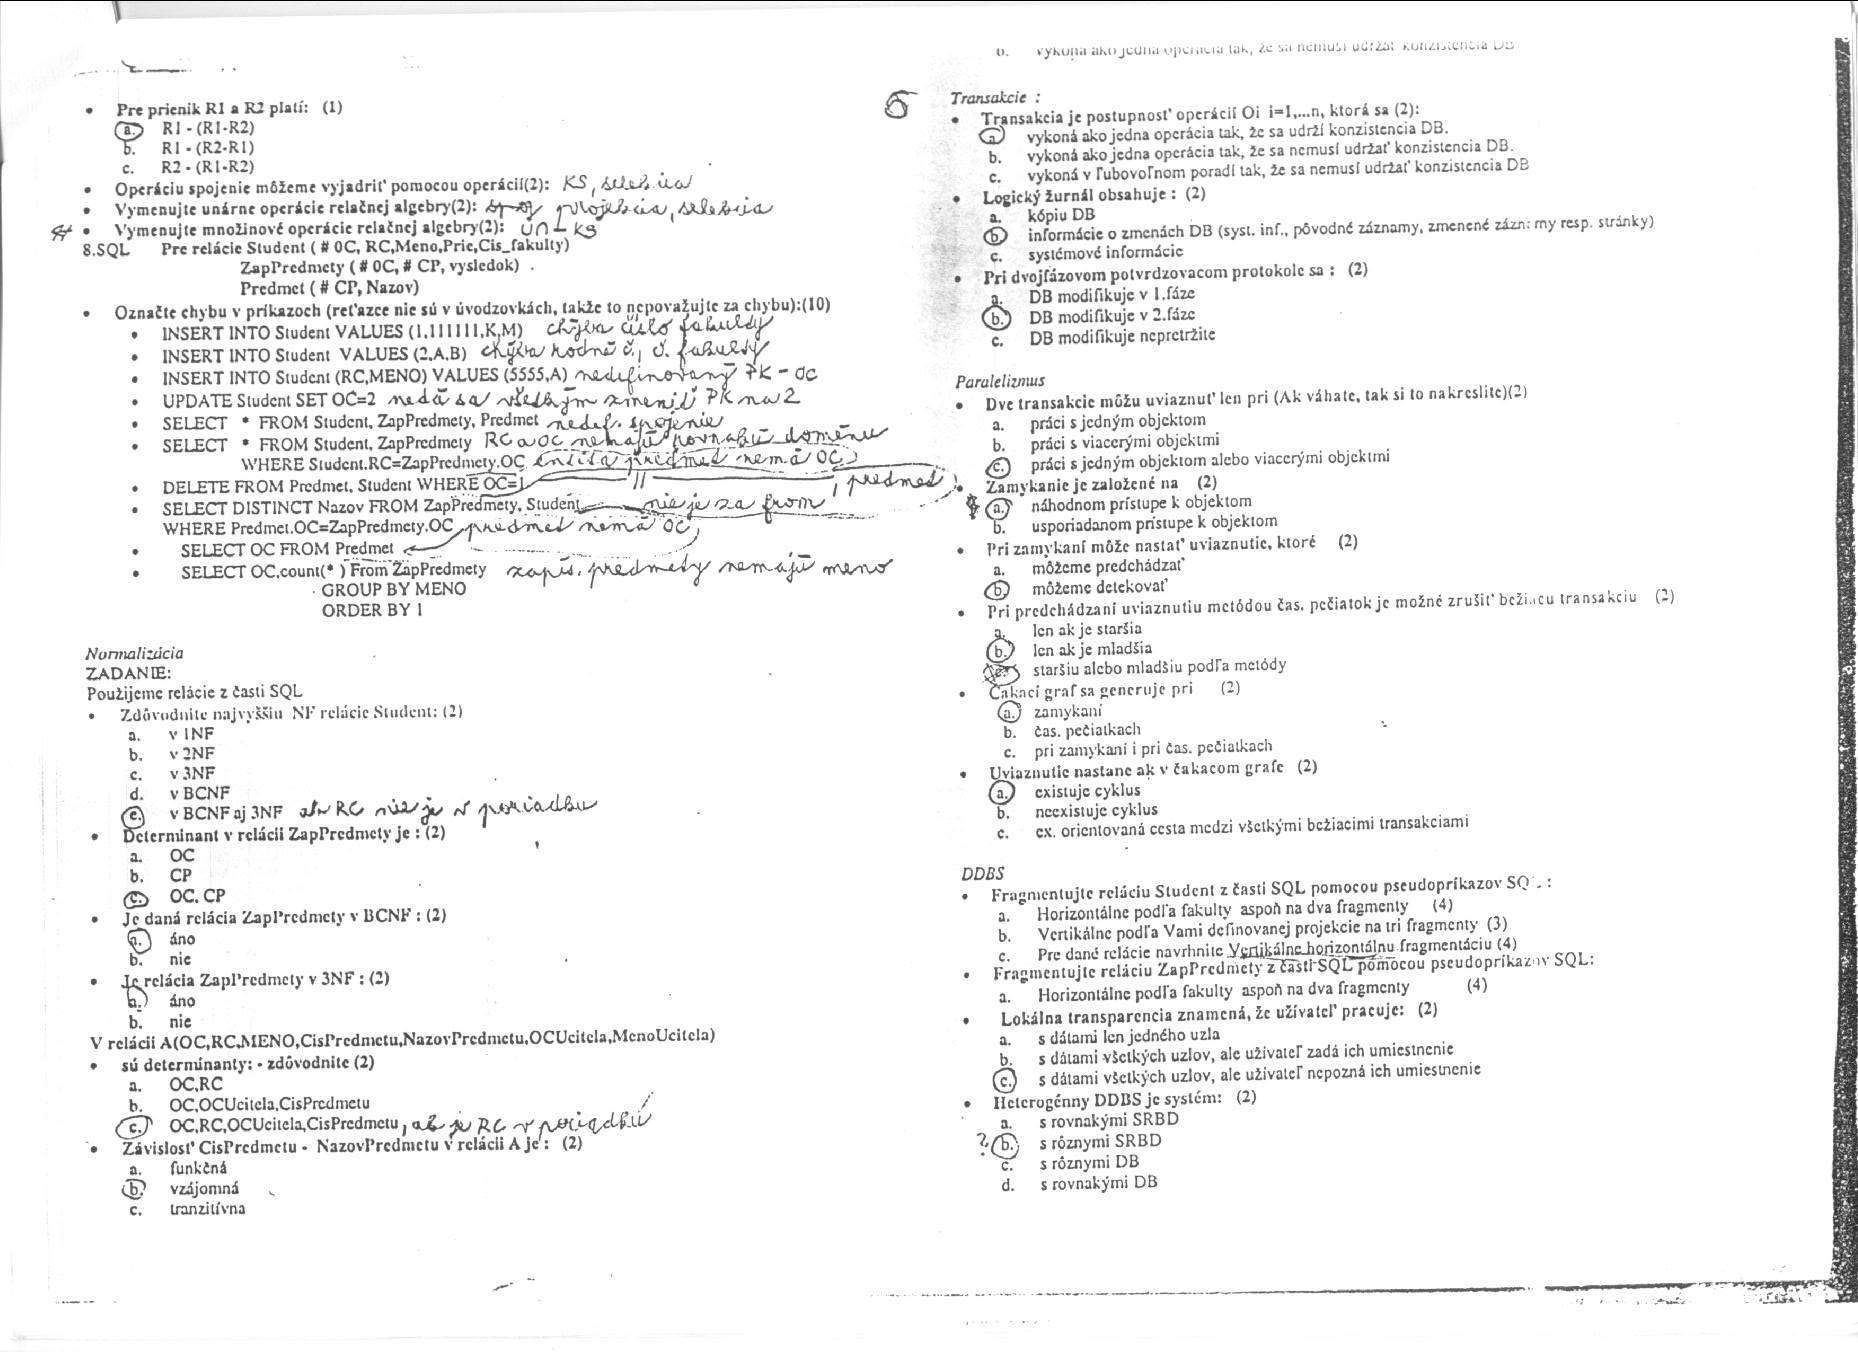 • Pre prienik R1 a R2 platí: (1)
a. R1 - (R1-R2)
b. R1 - (R2-R1)
c. R2 - (R1-R2)
• Operáciu spojenie môžeme vyjadriť pomocou operácií(2): KS, selekcia
• Vymenujte unárne operácie relačnej algebry(2): projekcia, selekcia
• Vymenujte množinové operácie relačnej algebry(2): ∪ ∩ - KS
8.SQL Pre relácie Student ( # OC, RC,Meno,Prie,Cis_fakulty)
ZapPredmety ( # OC, # CP, vysledok)
Predmet ( # CP, Nazov)
• Označte chybu v príkazoch (reťazce nie sú v úvodzovkách, takže to nepovažujte za chybu):(10)
• INSERT INTO Student VALUES (1,111111,K,M) chýba číslo fakulty
• INSERT INTO Student VALUES (2,A,B) chýba rodné č., č. fakulty
• INSERT INTO Student (RC,MENO) VALUES (5555,A) nedefinovaný PK - OC
• UPDATE Student SET OC=2 nedá sa všetkým zmeniť PK na 2
• SELECT * FROM Student, ZapPredmety, Predmet nedef. spojenie
• SELECT * FROM Student, ZapPredmety RC a OC nemajú rovnakú doménu
WHERE Student.RC=ZapPredmety.OC entita predmet nemá OC
• DELETE FROM Predmet, Student WHERE OC=1 , predmet
• SELECT DISTINCT Nazov FROM ZapPredmety, Student nie je za from
WHERE Predmet.OC=ZapPredmety.OC predmet nemá OC
• SELECT OC FROM Predmet
• SELECT OC,count(* ) From ZapPredmety zapis. predmety nemajú meno
GROUP BY MENO
ORDER BY 1
Normalizácia
ZADANIE:
Použijeme relácie z časti SQL
• Zdôvodnite najvyššiu NF relácie Student: (2)
a. v 1NF
b. v 2NF
c. v 3NF
d. v BCNF
e. v BCNF aj 3NF ak RC nie je v poriadku
• Determinant v relácii ZapPredmety je : (2)
a. OC
b. CP
c. OC, CP
• Je daná relácia ZapPredmety v BCNF : (2)
a. áno
b. nie
• Je relácia ZapPredmety v 3NF : (2)
a. áno
b. nie
V relácii A(OC,RC,MENO,CisPredmetu,NazovPredmetu,OCUcitela,MenoUcitela)
• sú determinanty: - zdôvodnite (2)
a. OC,RC
b. OC,OCUcitela,CisPredmetu
c. OC,RC,OCUcitela,CisPredmetu , ak je RC v poriadku
• Závislosť CisPredmetu - NazovPredmetu v relácii A je : (2)
a. funkčná
b. vzájomná
c. tranzitívna
b. vykoná ako jedna operácia tak, že sa nemusí udržať konzistencia DB
5
Transakcie :
• Transakcia je postupnosť operácií Oi i=1,...n, ktorá sa (2):
a vykoná ako jedna operácia tak, že sa udrží konzistencia DB.
b. vykoná ako jedna operácia tak, že sa nemusí udržať konzistencia DB.
c. vykoná v ľubovoľnom poradí tak, že sa nemusí udržať konzistencia DB
• Logický žurnál obsahuje : (2)
a. kópiu DB
b informácie o zmenách DB (syst. inf., pôvodné záznamy, zmenené záznamy resp. stránky)
c. systémové informácie
• Pri dvojfázovom potvrdzovacom protokole sa : (2)
a. DB modifikuje v 1.fáze
b. DB modifikuje v 2.fáze
c. DB modifikuje nepretržite
Paralelizmus
• Dve transakcie môžu uviaznuť len pri (Ak váhate, tak si to nakreslite)(2)
a. práci s jedným objektom
b. práci s viacerými objektmi
c. práci s jedným objektom alebo viacerými objektmi
• Zamykanie je založené na (2)
a. náhodnom prístupe k objektom
b. usporiadanom prístupe k objektom
• Pri zamykaní môže nastať uviaznutie, ktoré (2)
a. môžeme predchádzať
b môžeme detekovať
• Pri predchádzaní uviaznutiu metódou čas. pečiatok je možné zrušiť bežiacu transakciu (2)
a. len ak je staršia
b. len ak je mladšia
staršiu alebo mladšiu podľa metódy
• Čakací graf sa generuje pri (2)
a. zamykaní
b. čas. pečiatkach
c. pri zamykaní i pri čas. pečiatkach
• Uviaznutie nastane ak v čakacom grafe (2)
a. existuje cyklus
b. neexistuje cyklus
c. ex. orientovaná cesta medzi všetkými bežiacimi transakciami
DDBS
• Fragmentujte reláciu Student z časti SQL pomocou pseudopríkazov SQL :
a. Horizontálne podľa fakulty aspoň na dva fragmenty (4)
b. Vertikálne podľa Vami definovanej projekcie na tri fragmenty (3)
c. Pre dané relácie navrhnite Vertikálne horizontálnu fragmentáciu (4)
• Fragmentujte reláciu ZapPredmety z časti SQL pomocou pseudopríkazov SQL:
a. Horizontálne podľa fakulty aspoň na dva fragmenty (4)
• Lokálna transparencia znamená, že užívateľ pracuje: (2)
a. s dátami len jedného uzla
b. s dátami všetkých uzlov, ale užívateľ zadá ich umiestnenie
c. s dátami všetkých uzlov, ale užívateľ nepozná ich umiestnenie
• Heterogénny DDBS je systém: (2)
a. s rovnakými SRBD
? b. s rôznymi SRBD
c. s rôznymi DB
d. s rovnakými DB